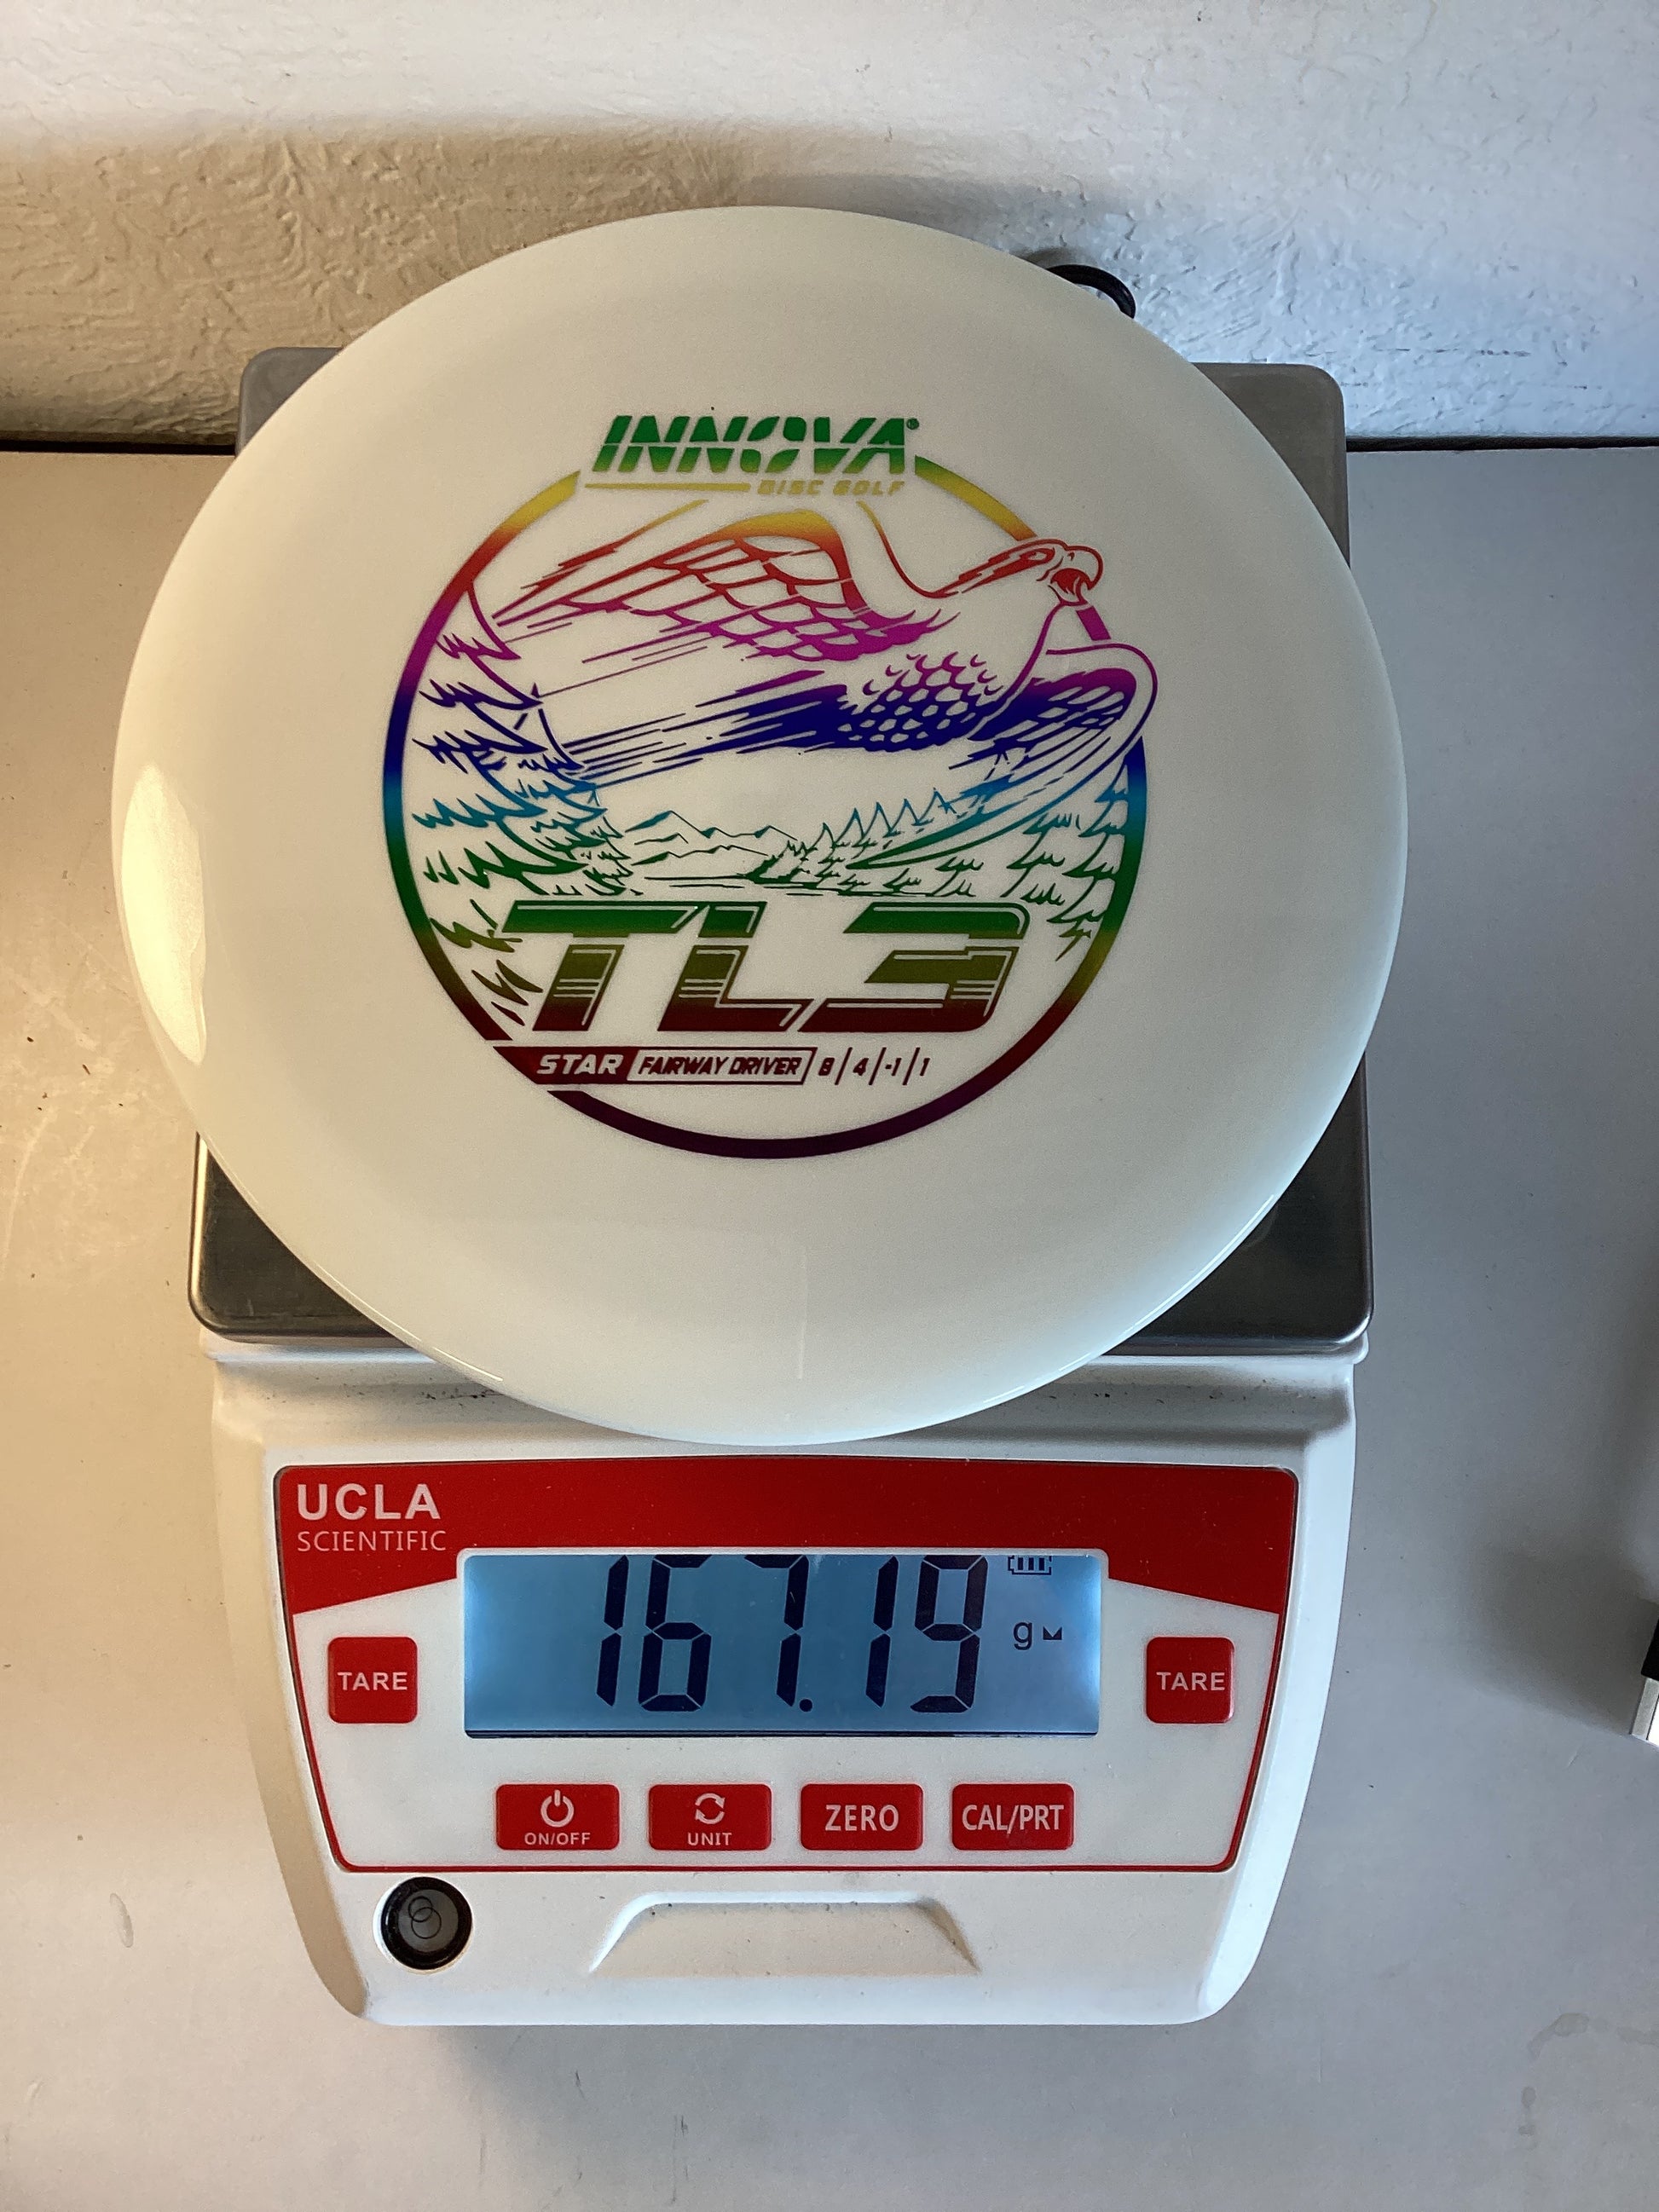 INNOVA®
DISC GOLF
TL3
STAR FAIRWAY DRIVER 8 / 4 / -1 / 1
UCLA
SCIENTIFIC
167.19 g
TARE
TARE
ON/OFF
UNIT
ZERO
CAL/PRT